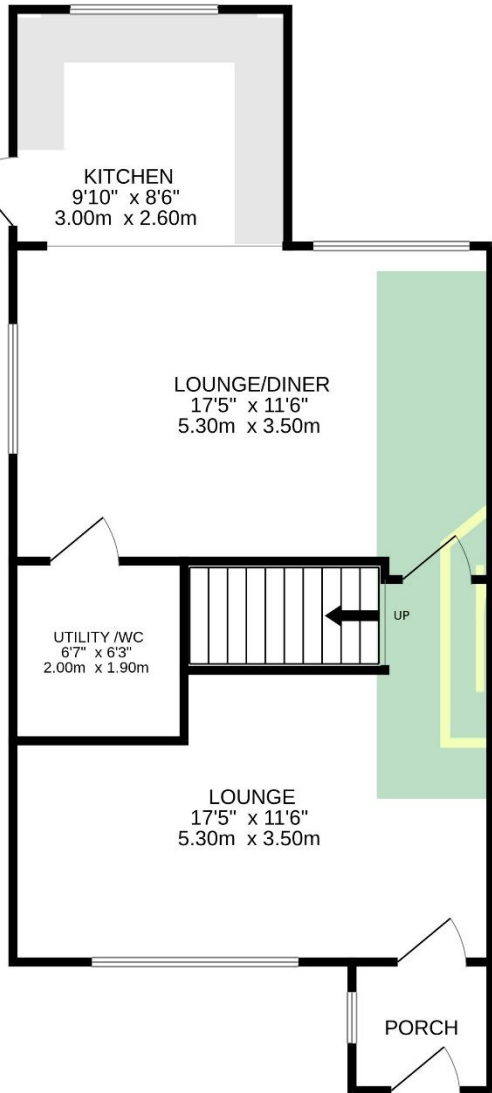 KITCHEN
9'10" x 8'6"
3.00m x 2.60m
LOUNGE/DINER
17'5" x 11'6"
5.30m x 3.50m
UP
UTILITY /WC
6'7" x 6'3"
2.00m x 1.90m
LOUNGE
17'5" x 11'6"
5.30m x 3.50m
PORCH